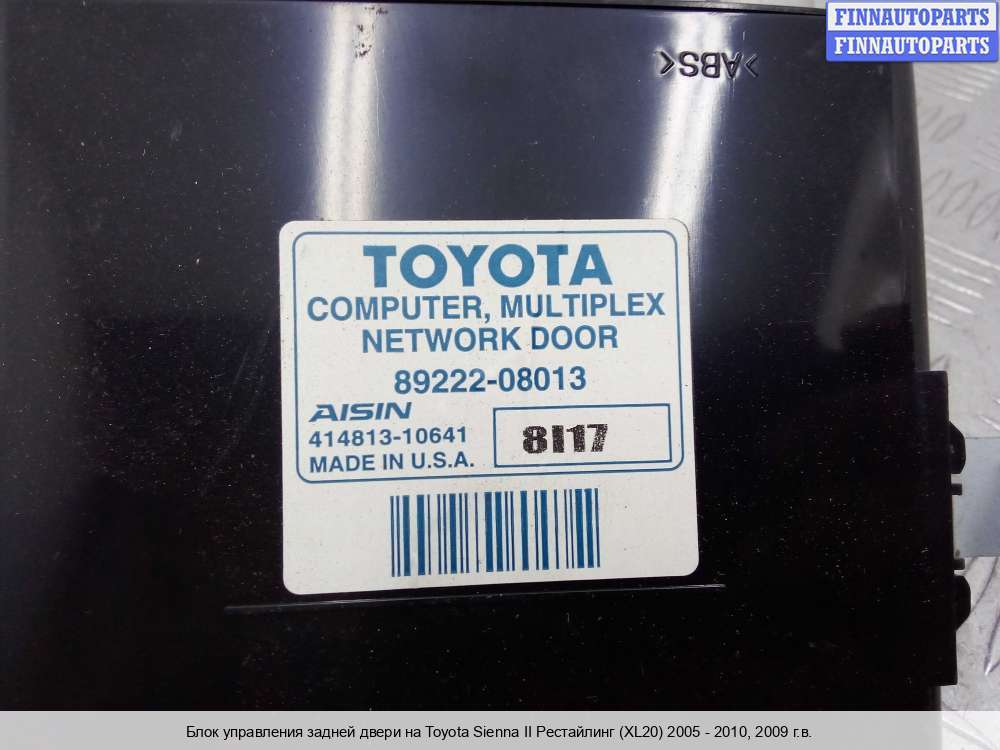 FINNAUTOPARTS
FINNAUTOPARTS
>ABS<
TOYOTA
COMPUTER, MULTIPLEX
NETWORK DOOR
89222-08013
AISIN
414813-10641
8I17
MADE IN U.S.A.
Блок управления задней двери на Toyota Sienna II Рестайлинг (XL20) 2005 - 2010, 2009 г.в.